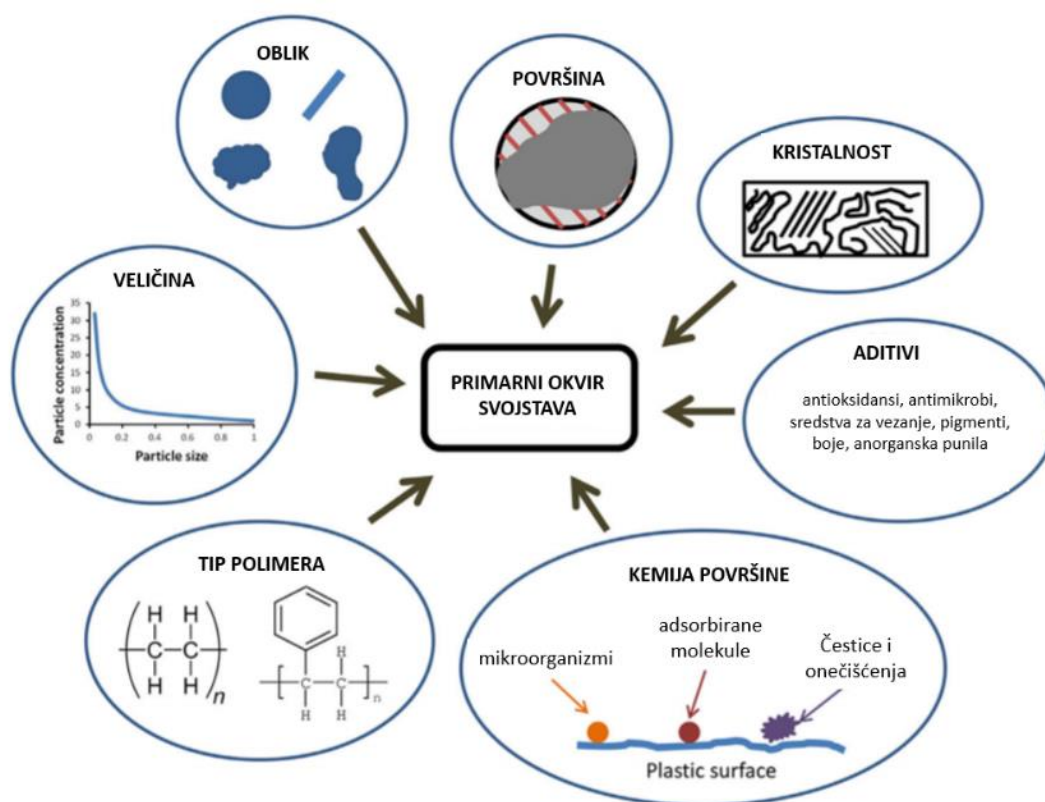 OBLIK
POVRŠINA
KRISTALNOST
VELIČINA
Particle concentration
35
30
25
20
15
10
5
0
0
0.2
0.4
0.6
0.8
1
Particle size
PRIMARNI OKVIR
SVOJSTAVA
ADITIVI
antioksidansi, antimikrobi,
sredstva za vezanje, pigmenti,
boje, anorganska punila
TIP POLIMERA
H H
C C
H H
n
H
C C
n
H H
KEMIJA POVRŠINE
mikroorganizmi
adsorbirane
molekule
Čestice i
onečišćenja
Plastic surface